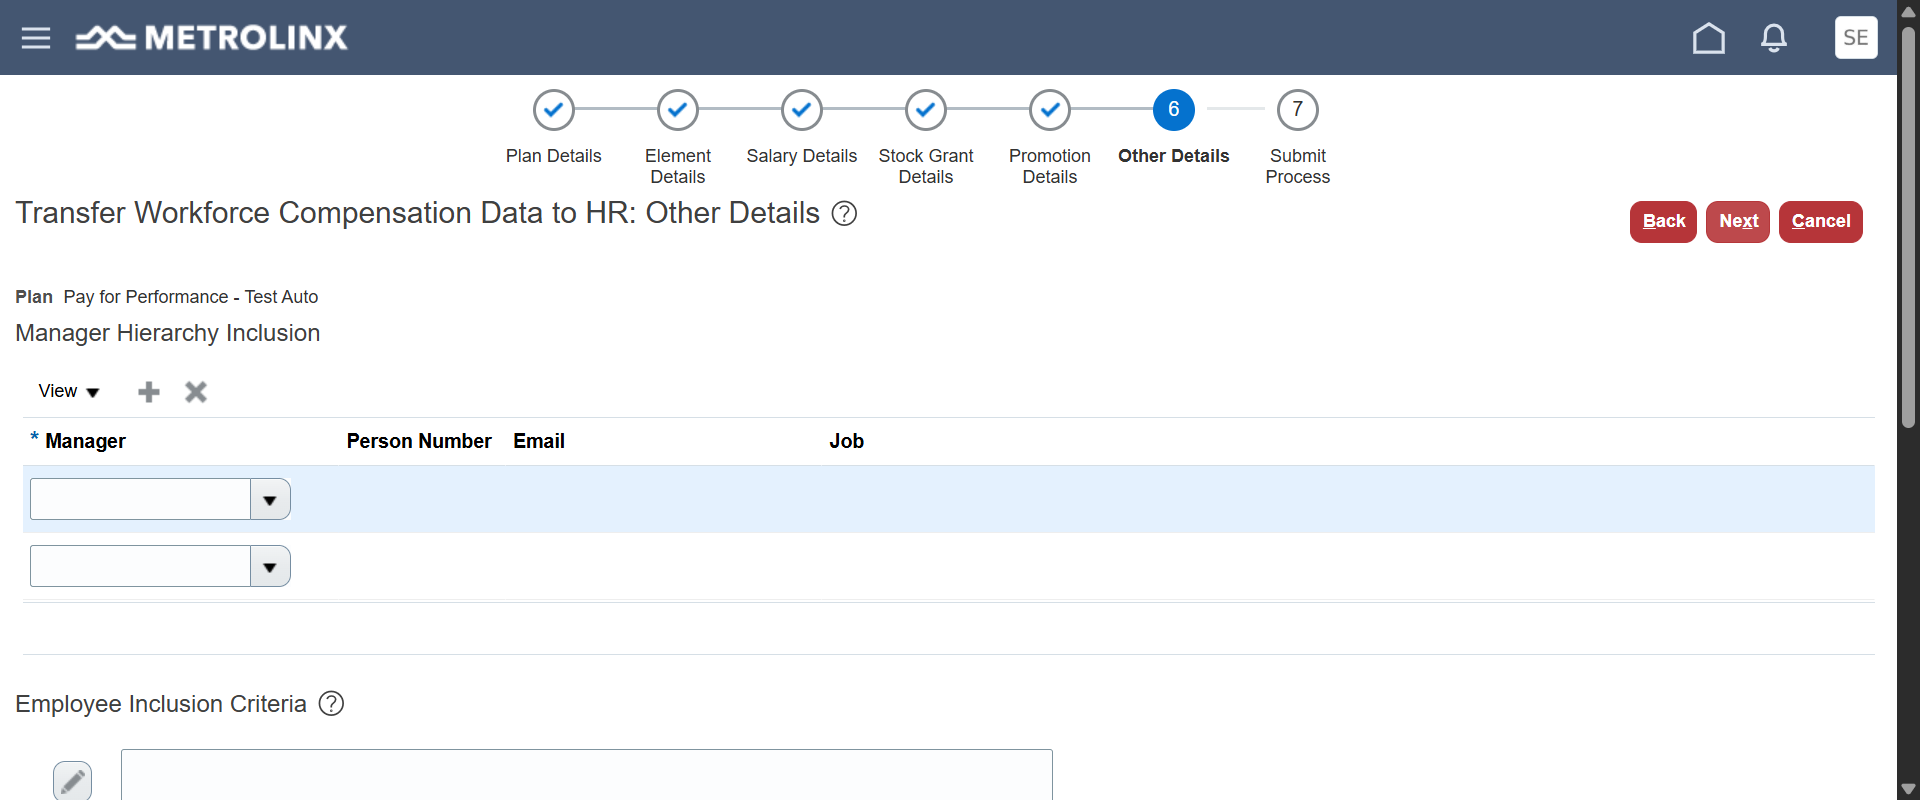 METROLINX
SE
6
7
Plan Details
Element
Details
Salary Details
Stock Grant
Details
Promotion
Details
Other Details
Submit
Process
Transfer Workforce Compensation Data to HR: Other Details ?
Back
Next
Cancel
Plan Pay for Performance - Test Auto
Manager Hierarchy Inclusion
View
* Manager
Person Number
Email
Job
Employee Inclusion Criteria ?